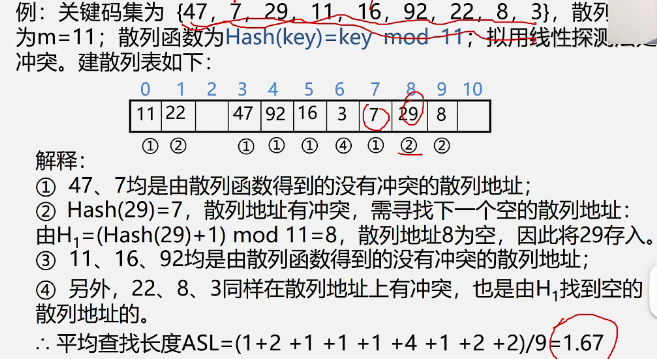 例：关键码集为 {47, 7, 29, 11, 16, 92, 22, 8, 3}，散列
为m=11；散列函数为Hash(key)=key mod 11；拟用线性探测法处
冲突。建散列表如下：
0 1 2 3 4 5 6 7 8 9 10
11 22 47 92 16 3 7 29 8
① ② ① ① ① ④ ① ② ②
解释：
① 47、7均是由散列函数得到的没有冲突的散列地址；
② Hash(29)=7，散列地址有冲突，需寻找下一个空的散列地址：
由H₁=(Hash(29)+1) mod 11=8，散列地址8为空，因此将29存入。
③ 11、16、92均是由散列函数得到的没有冲突的散列地址；
④ 另外，22、8、3同样在散列地址上有冲突，也是由H₁找到空的
散列地址的。
∴ 平均查找长度ASL=(1+2 +1 +1 +1 +4 +1 +2 +2)/9=1.67